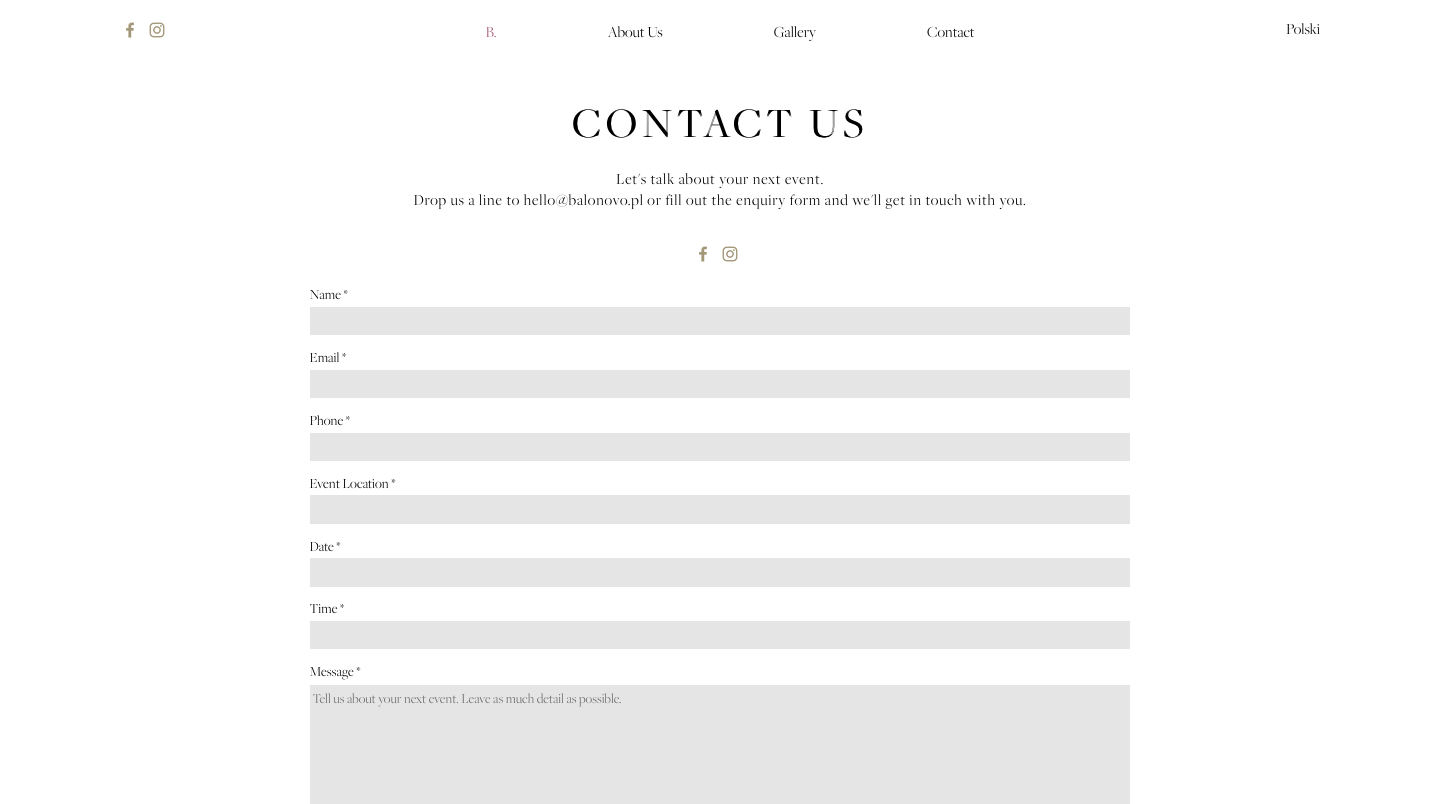 B.
About Us
Gallery
Contact
Polski
CONTACT US
Let's talk about your next event.
Drop us a line to hello@balonovo.pl or fill out the enquiry form and we'll get in touch with you.
Name *
Email *
Phone *
Event Location *
Date *
Time *
Message *
Tell us about your next event. Leave as much detail as possible.